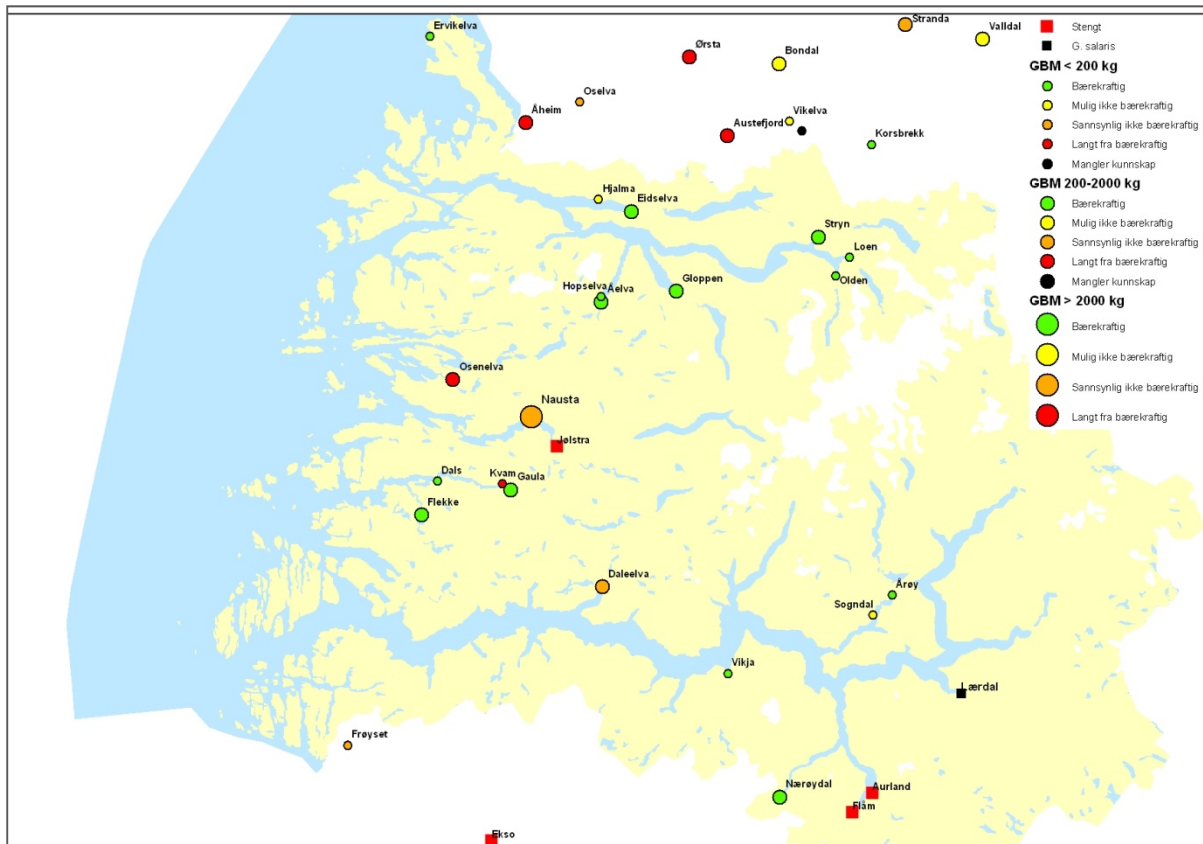 Ervikelva
Stranda
Valldal
Ørsta
Bondal
Oselva
Åheim
Austefjord
Vikelva
Korsbrekk
Hjalma
Eidselva
Stryn
Loen
Olden
Gloppen
Hopselva
Åelva
Osenelva
Nausta
Jølstra
Dals
Kvam
Gaula
Flekke
Daleelva
Årøy
Sogndal
Vikja
Lærdal
Frøyset
Nærøydal
Aurland
Flåm
Ekso
Stengt
G. salaris
GBM < 200 kg
Bærekraftig
Mulig ikke bærekraftig
Sannsynlig ikke bærekraftig
Langt fra bærekraftig
Mangler kunnskap
GBM 200-2000 kg
Bærekraftig
Mulig ikke bærekraftig
Sannsynlig ikke bærekraftig
Langt fra bærekraftig
Mangler kunnskap
GBM > 2000 kg
Bærekraftig
Mulig ikke bærekraftig
Sannsynlig ikke bærekraftig
Langt fra bærekraftig